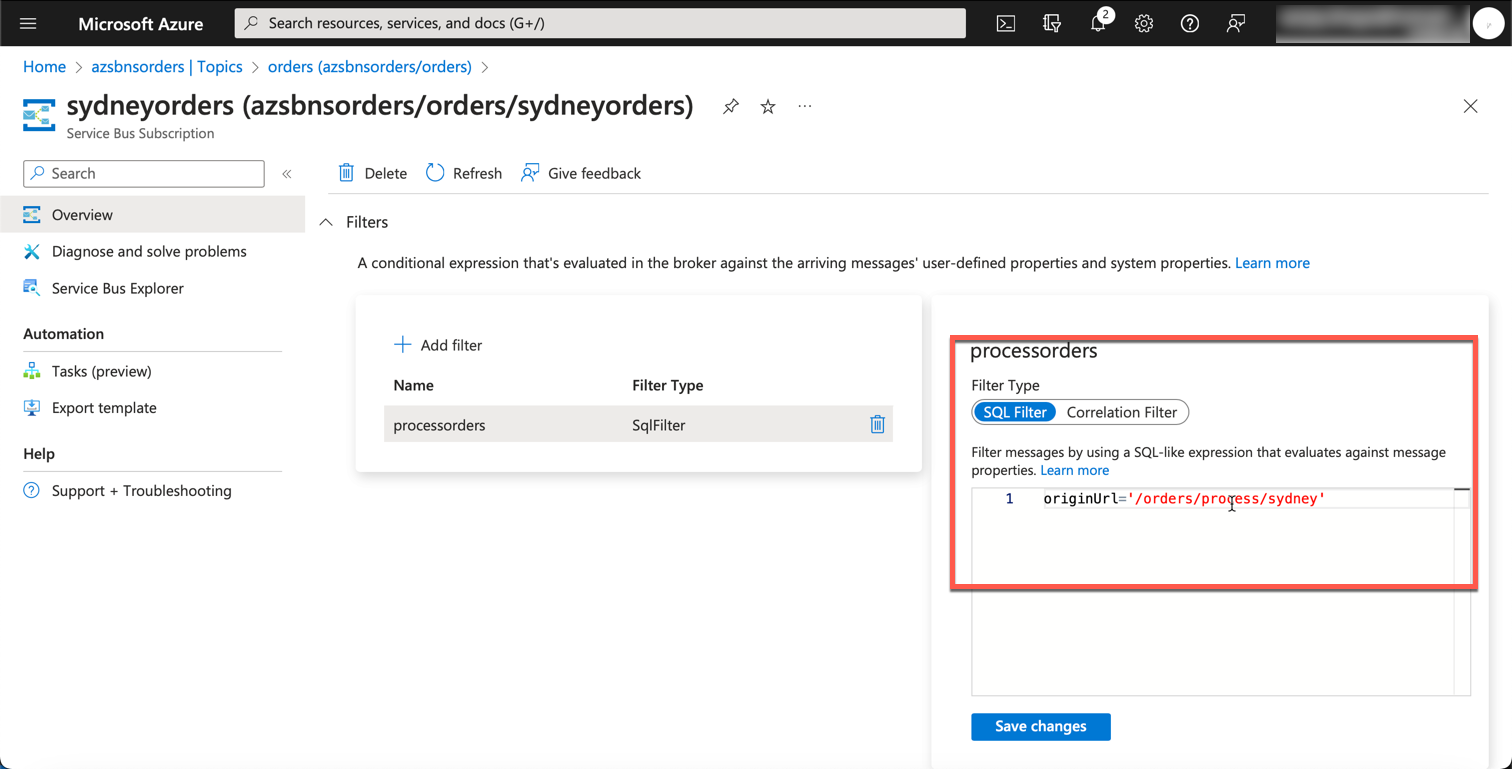 Microsoft Azure
Search resources, services, and docs (G+/)
2
Home > azsbnsorders | Topics > orders (azsbnsorders/orders) >
sydneyorders (azsbnsorders/orders/sydneyorders)
Service Bus Subscription
Search
«
Delete
Refresh
Give feedback
Overview
Diagnose and solve problems
Service Bus Explorer
Automation
Tasks (preview)
Export template
Help
Support + Troubleshooting
Filters
A conditional expression that's evaluated in the broker against the arriving messages' user-defined properties and system properties. Learn more
Add filter
Name Filter Type
processorders SqlFilter
processorders
Filter Type
SQL Filter Correlation Filter
Filter messages by using a SQL-like expression that evaluates against message
properties. Learn more
1 originUrl='/orders/process/sydney'
Save changes